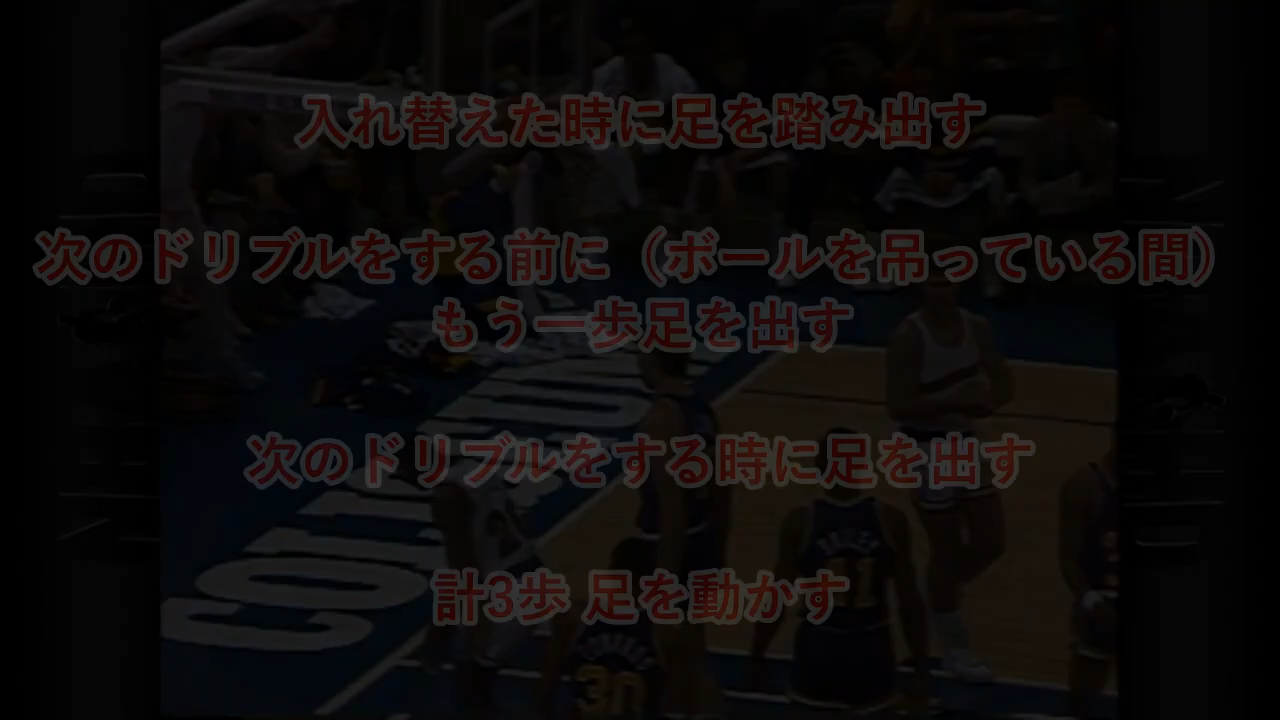 入れ替えた時に足を踏み出す
次のドリブルをする前に（ボールを吊っている間）
もう一歩足を出す
次のドリブルをする時に足を出す
計3歩 足を動かす
30